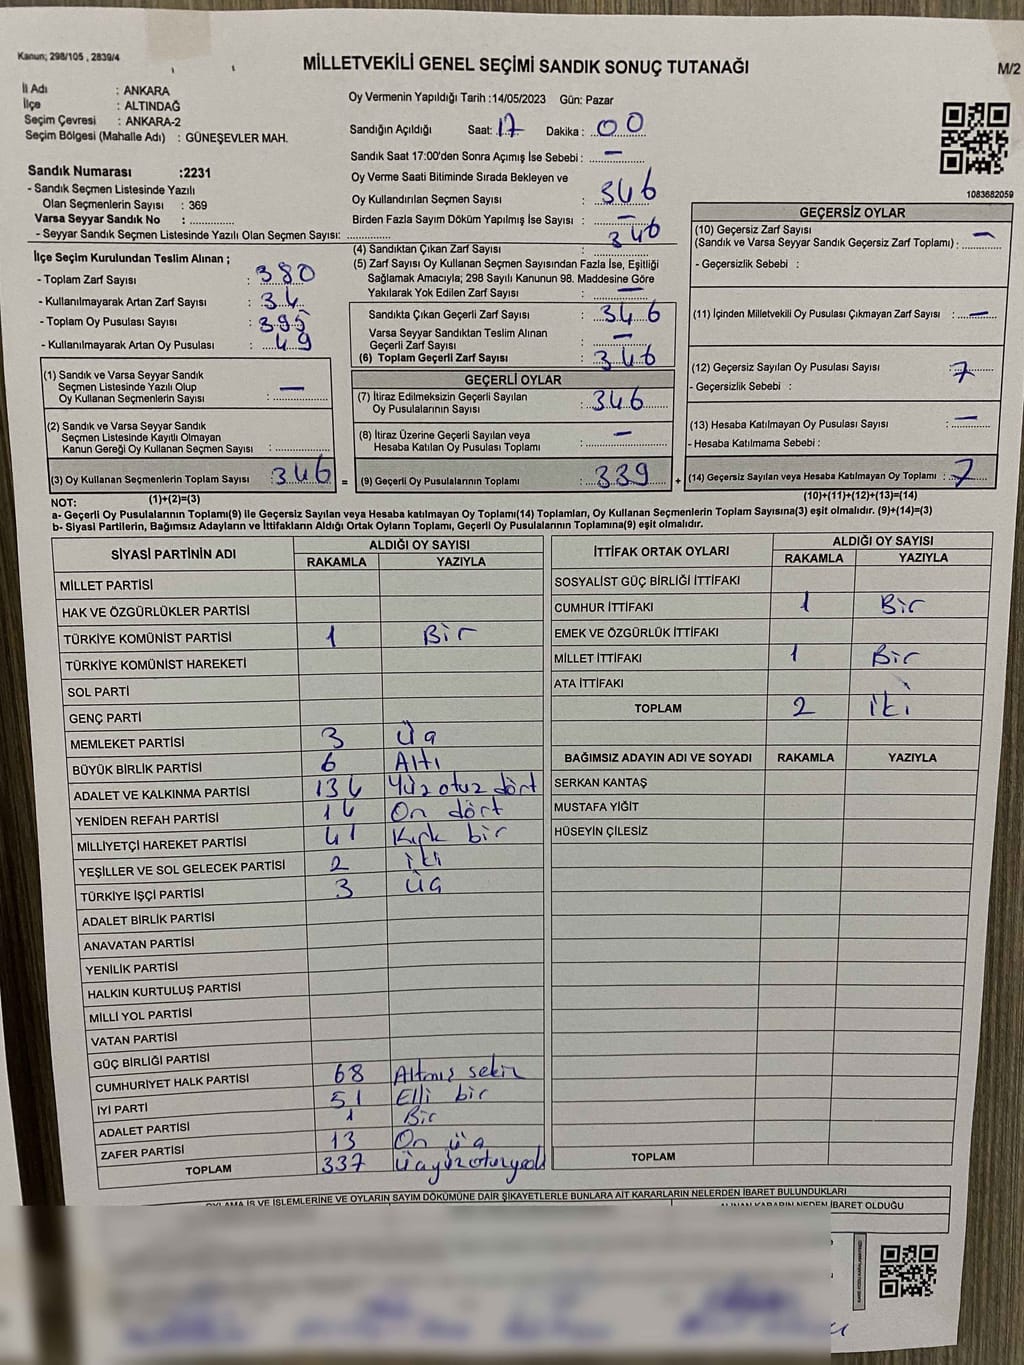 Kanun; 298/105 , 2839/4
MİLLETVEKİLİ GENEL SEÇİMİ SANDIK SONUÇ TUTANAĞI
M/2
İl Adı : ANKARA
İlçe : ALTINDAĞ
Seçim Çevresi : ANKARA-2
Seçim Bölgesi (Mahalle Adı) : GÜNEŞEVLER MAH.
Sandık Numarası :2231
- Sandık Seçmen Listesinde Yazılı
Olan Seçmenlerin Sayısı : 369
Varsa Seyyar Sandık No : ..............
- Seyyar Sandık Seçmen Listesinde Yazılı Olan Seçmen Sayısı: ..............
İlçe Seçim Kurulundan Teslim Alınan ;
- Toplam Zarf Sayısı : 380
- Kullanılmayarak Artan Zarf Sayısı : 34
- Toplam Oy Pusulası Sayısı : 395
- Kullanılmayarak Artan Oy Pusulası : 49
(1) Sandık ve Varsa Seyyar Sandık
Seçmen Listesinde Yazılı Olup
Oy Kullanan Seçmenlerin Sayısı : —
(2) Sandık ve Varsa Seyyar Sandık
Seçmen Listesinde Kayıtlı Olmayan
Kanun Gereği Oy Kullanan Seçmen Sayısı : ..............
(3) Oy Kullanan Seçmenlerin Toplam Sayısı : 346
(1)+(2)=(3)
Oy Vermenin Yapıldığı Tarih :14/05/2023 Gün: Pazar
Sandığın Açıldığı Saat: 17 Dakika : 00
Sandık Saat 17:00'den Sonra Açımış İse Sebebi : —
Oy Verme Saati Bitiminde Sırada Bekleyen ve
Oy Kullandırılan Seçmen Sayısı : 346
Birden Fazla Sayım Döküm Yapılmış İse Sayısı : —
(4) Sandıktan Çıkan Zarf Sayısı : 346
(5) Zarf Sayısı Oy Kullanan Seçmen Sayısından Fazla İse, Eşitliği
Sağlamak Amacıyla; 298 Sayılı Kanunun 98. Maddesine Göre
Yakılarak Yok Edilen Zarf Sayısı : —
Sandıkta Çıkan Geçerli Zarf Sayısı : 346
Varsa Seyyar Sandıktan Teslim Alınan
Geçerli Zarf Sayısı : —
(6) Toplam Geçerli Zarf Sayısı : 346
GEÇERLİ OYLAR
(7) İtiraz Edilmeksizin Geçerli Sayılan
Oy Pusulalarının Sayısı : 346
(8) İtiraz Üzerine Geçerli Sayılan veya
Hesaba Katılan Oy Pusulası Toplamı : —
= (9) Geçerli Oy Pusulalarının Toplamı : 339 +
1083682059
GEÇERSİZ OYLAR
(10) Geçersiz Zarf Sayısı
(Sandık ve Varsa Seyyar Sandık Geçersiz Zarf Toplamı) : —
- Geçersizlik Sebebi :
(11) İçinden Milletvekili Oy Pusulası Çıkmayan Zarf Sayısı : —
(12) Geçersiz Sayılan Oy Pusulası Sayısı : 7
- Geçersizlik Sebebi :
(13) Hesaba Katılmayan Oy Pusulası Sayısı : —
- Hesaba Katılmama Sebebi :
(14) Geçersiz Sayılan veya Hesaba Katılmayan Oy Toplamı : 7
(10)+(11)+(12)+(13)=(14)
NOT:
a- Geçerli Oy Pusulalarının Toplamı(9) ile Geçersiz Sayılan veya Hesaba Katılmayan Oy Toplamı(14) Toplamları, Oy Kullanan Seçmenlerin Toplam Sayısına(3) eşit olmalıdır. (9)+(14)=(3)
b- Siyasi Partilerin, Bağımsız Adayların ve İttifakların Aldığı Ortak Oyların Toplamı, Geçerli Oy Pusulalarının Toplamına(9) eşit olmalıdır.
SİYASİ PARTİNİN ADI ALDIĞI OY SAYISI
RAKAMLA YAZIYLA
MİLLET PARTİSİ
HAK VE ÖZGÜRLÜKLER PARTİSİ
TÜRKİYE KOMÜNİST PARTİSİ 1 Bir
TÜRKİYE KOMÜNİST HAREKETİ
SOL PARTİ
GENÇ PARTİ
MEMLEKET PARTİSİ 3 Üç
BÜYÜK BİRLİK PARTİSİ 6 Altı
ADALET VE KALKINMA PARTİSİ 134 Yüz otuz dört
YENİDEN REFAH PARTİSİ 14 On dört
MİLLİYETÇİ HAREKET PARTİSİ 41 Kırk bir
YEŞİLLER VE SOL GELECEK PARTİSİ 2 iki
TÜRKİYE İŞÇİ PARTİSİ 3 üç
ADALET BİRLİK PARTİSİ
ANAVATAN PARTİSİ
YENİLİK PARTİSİ
HALKIN KURTULUŞ PARTİSİ
MİLLİ YOL PARTİSİ
VATAN PARTİSİ
GÜÇ BİRLİĞİ PARTİSİ
CUMHURİYET HALK PARTİSİ 68 Altmış sekiz
İYİ PARTİ 51 Elli bir
ADALET PARTİSİ 1 Bir
ZAFER PARTİSİ 13 On üç
TOPLAM 337 üçyüzotuzyedi
İTTİFAK ORTAK OYLARI ALDIĞI OY SAYISI
RAKAMLA YAZIYLA
SOSYALİST GÜÇ BİRLİĞİ İTTİFAKI
CUMHUR İTTİFAKI 1 Bir
EMEK VE ÖZGÜRLÜK İTTİFAKI
MİLLET İTTİFAKI 1 Bir
ATA İTTİFAKI
TOPLAM 2 iki
BAĞIMSIZ ADAYIN ADI VE SOYADI RAKAMLA YAZIYLA
SERKAN KANTAŞ
MUSTAFA YİĞİT
HÜSEYİN ÇİLESİZ
TOPLAM
OYLAMA İŞ VE İŞLEMLERİNE VE OYLARIN SAYIM DÖKÜMÜNE DAİR ŞİKAYETLERLE BUNLARA AİT KARARLARIN NELERDEN İBARET BULUNDUKLARI
ALINAN KARARIN NEDEN İBARET OLDUĞU